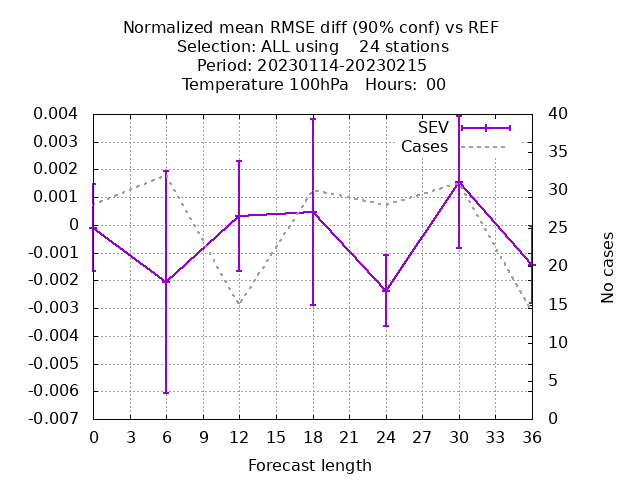 Normalized mean RMSE diff (90% conf) vs REF
Selection: ALL using    24 stations
Period: 20230114-20230215
Temperature 100hPa   Hours:  00
SEV
Cases
0.004
0.003
0.002
0.001
0
-0.001
-0.002
-0.003
-0.004
-0.005
-0.006
-0.007
40
35
30
25
20
15
10
5
0
No cases
0 3 6 9 12 15 18 21 24 27 30 33 36
Forecast length